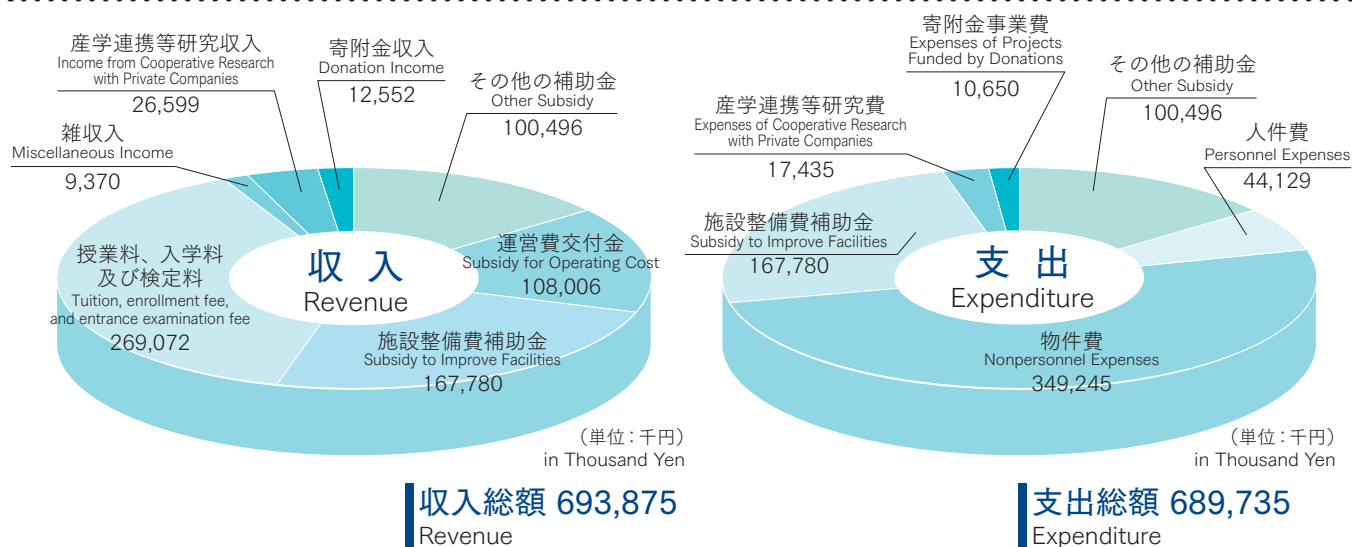 産学連携等研究収入
Income from Cooperative Research
with Private Companies
26,599
寄附金収入
Donation Income
12,552
その他の補助金
Other Subsidy
100,496
雑収入
Miscellaneous Income
9,370
授業料、入学料
及び検定料
Tuition, enrollment fee,
and entrance examination fee
269,072
収入
Revenue
運営費交付金
Subsidy for Operating Cost
108,006
施設整備費補助金
Subsidy to Improve Facilities
167,780
（単位：千円）
in Thousand Yen
収入総額 693,875
Revenue
寄附金事業費
Expenses of Projects
Funded by Donations
10,650
その他の補助金
Other Subsidy
100,496
産学連携等研究費
Expenses of Cooperative Research
with Private Companies
17,435
人件費
Personnel Expenses
44,129
施設整備費補助金
Subsidy to Improve Facilities
167,780
支出
Expenditure
物件費
Nonpersonnel Expenses
349,245
（単位：千円）
in Thousand Yen
支出総額 689,735
Expenditure